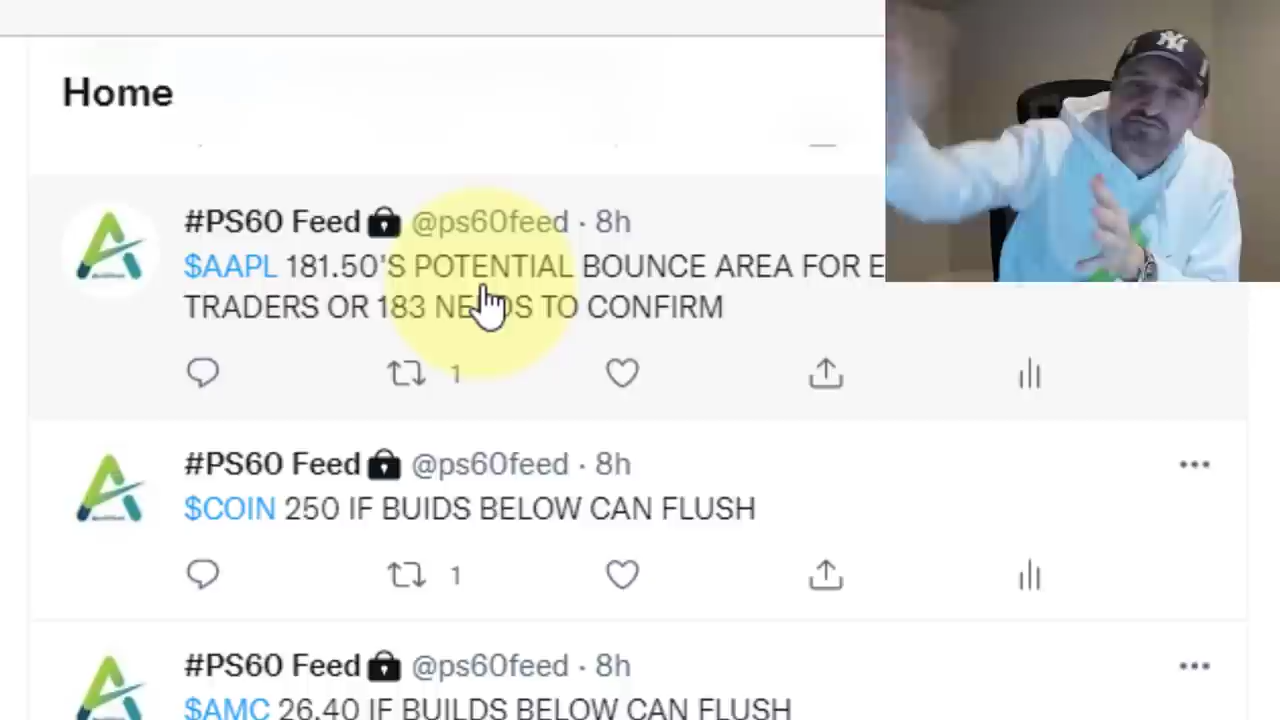 Home
#PS60 Feed @ps60feed · 8h
$AAPL 181.50'S POTENTIAL BOUNCE AREA FOR
TRADERS OR 183 NEEDS TO CONFIRM
1
#PS60 Feed @ps60feed · 8h
$COIN 250 IF BUIDS BELOW CAN FLUSH
1
#PS60 Feed @ps60feed · 8h
$AMC 26.40 IF BUILDS BELOW CAN FLUSH
NY